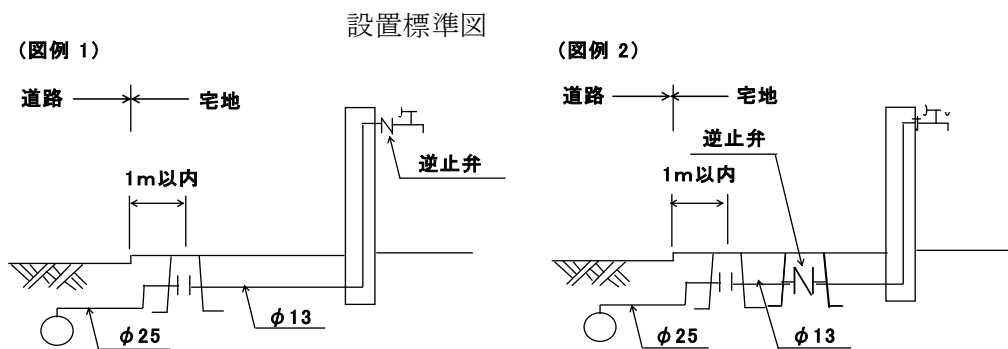 設置標準図
(図例 1)
道路 宅地
逆止弁
1m以内
φ25
φ13
(図例 2)
道路 宅地
逆止弁
1m以内
φ25
φ13